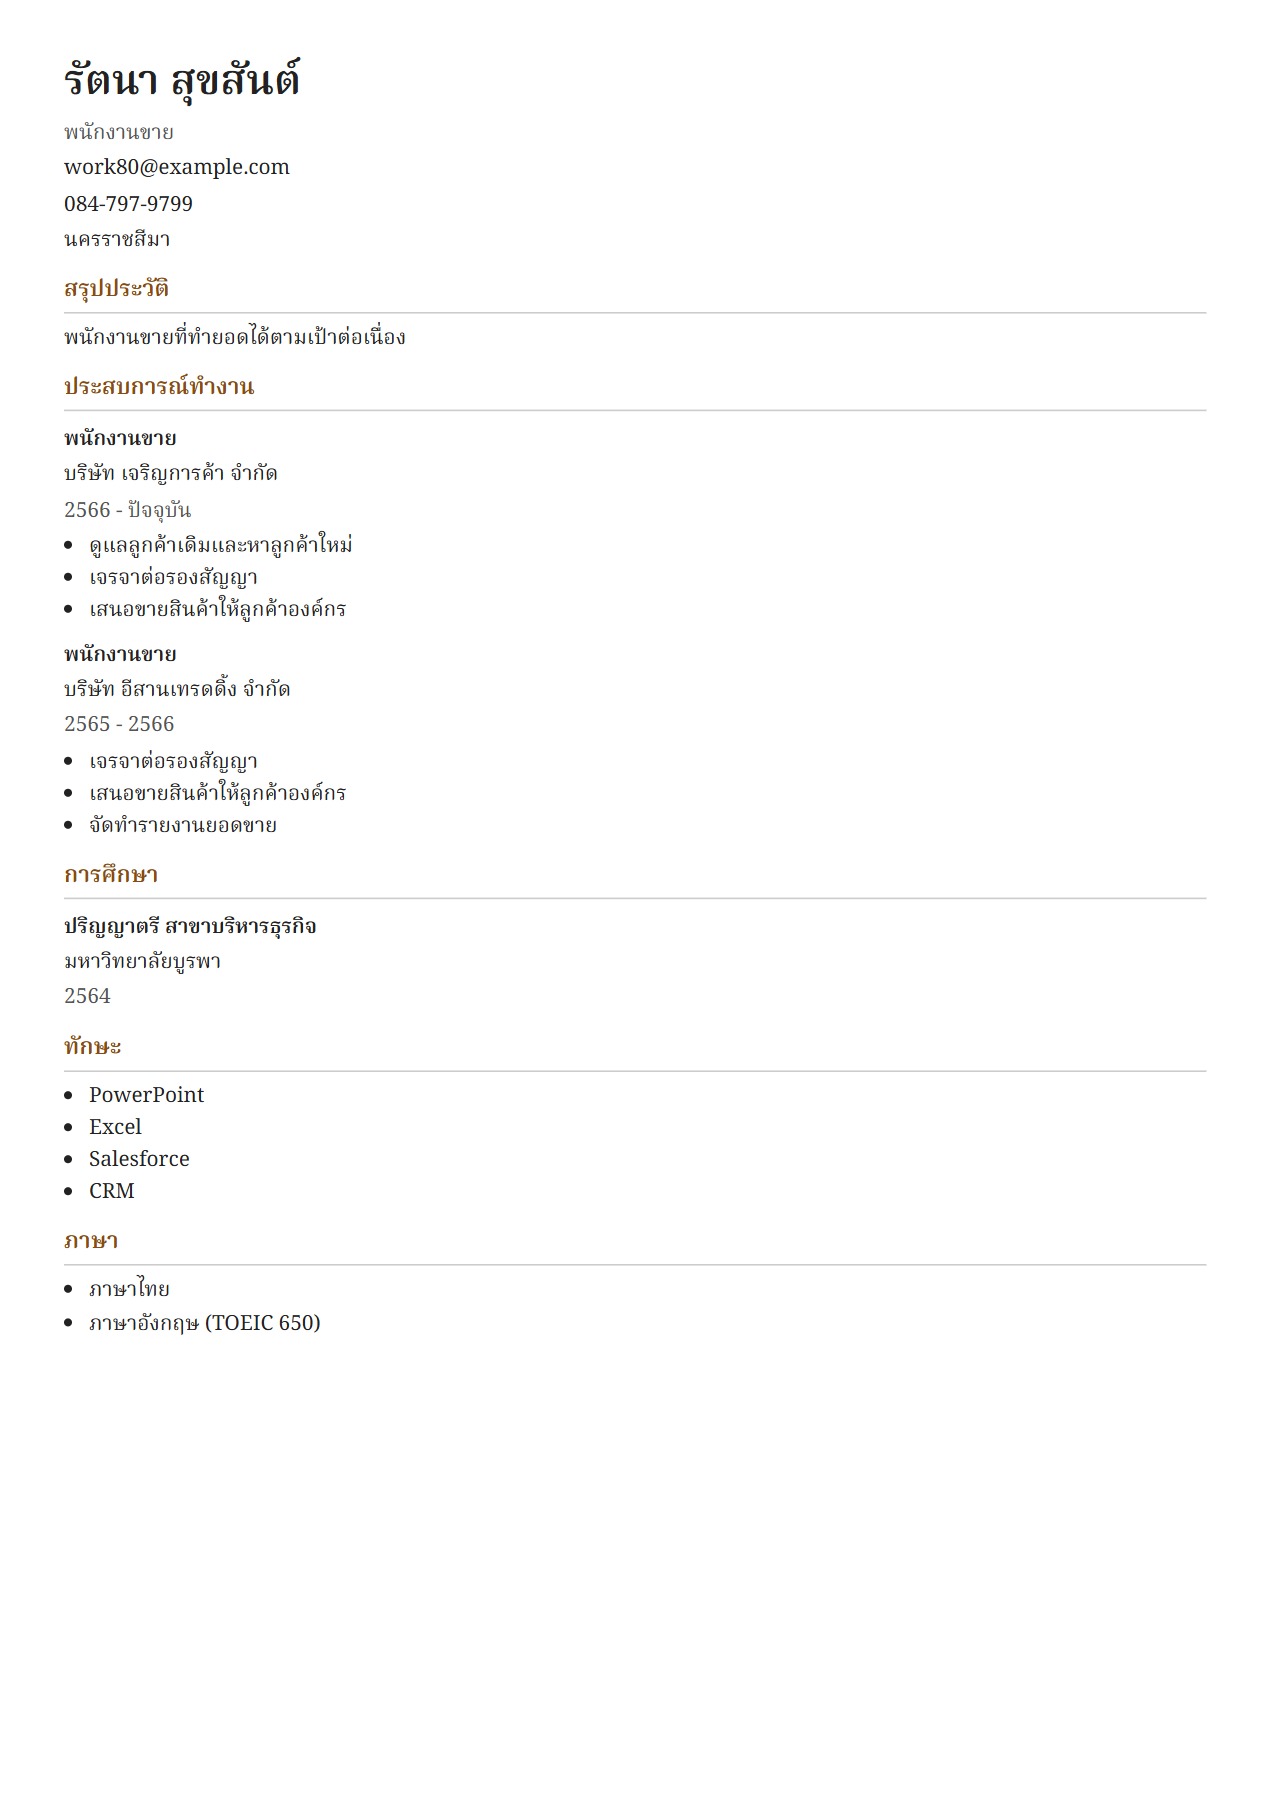 รัตนา สุขสันต์
พนักงานขาย
work80@example.com
084-797-9799
นครราชสีมา
สรุปประวัติ
พนักงานขายที่ทำยอดได้ตามเป้าต่อเนื่อง
ประสบการณ์ทำงาน
พนักงานขาย
บริษัท เจริญการค้า จำกัด
2566 - ปัจจุบัน
• ดูแลลูกค้าเดิมและหาลูกค้าใหม่
• เจรจาต่อรองสัญญา
• เสนอขายสินค้าให้ลูกค้าองค์กร
พนักงานขาย
บริษัท อีสานเทรดดิ้ง จำกัด
2565 - 2566
• เจรจาต่อรองสัญญา
• เสนอขายสินค้าให้ลูกค้าองค์กร
• จัดทำรายงานยอดขาย
การศึกษา
ปริญญาตรี สาขาบริหารธุรกิจ
มหาวิทยาลัยบูรพา
2564
ทักษะ
• PowerPoint
• Excel
• Salesforce
• CRM
ภาษา
• ภาษาไทย
• ภาษาอังกฤษ (TOEIC 650)